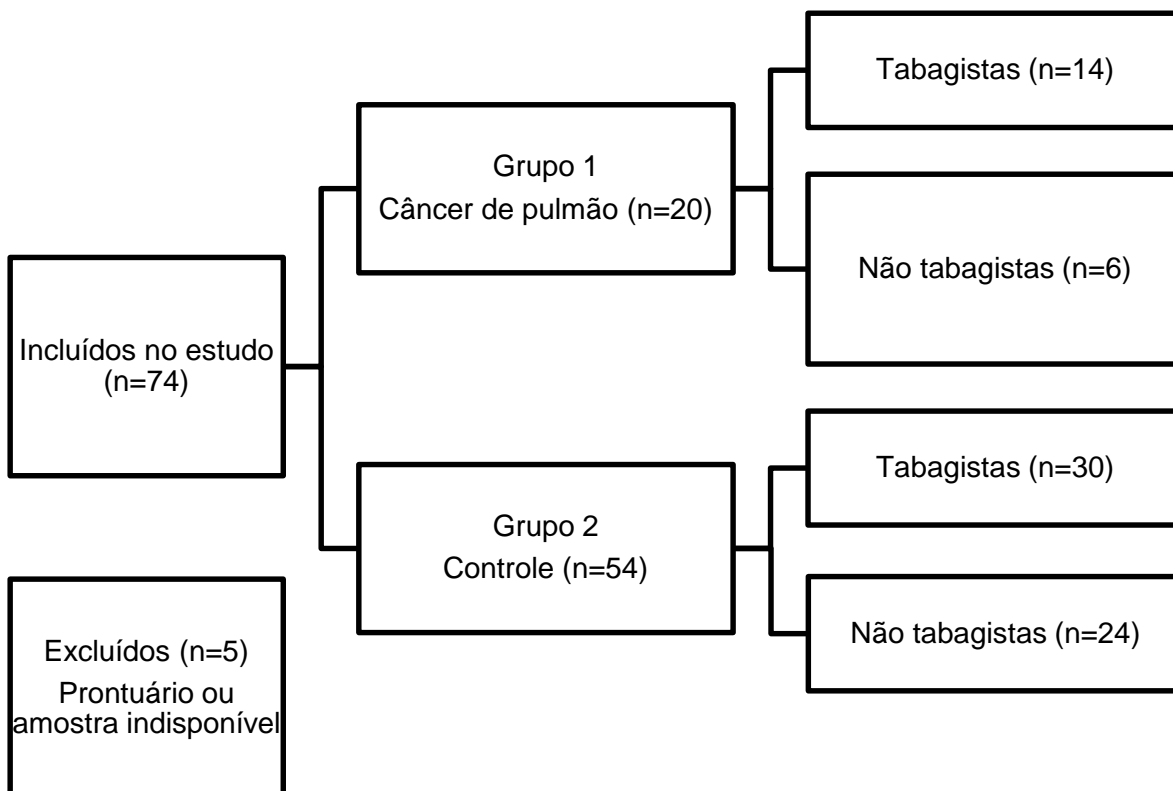 Incluídos no estudo
(n=74)
Excluídos (n=5)
Prontuário ou
amostra indisponível
Grupo 1
Câncer de pulmão (n=20)
Tabagistas (n=14)
Não tabagistas (n=6)
Grupo 2
Controle (n=54)
Tabagistas (n=30)
Não tabagistas (n=24)